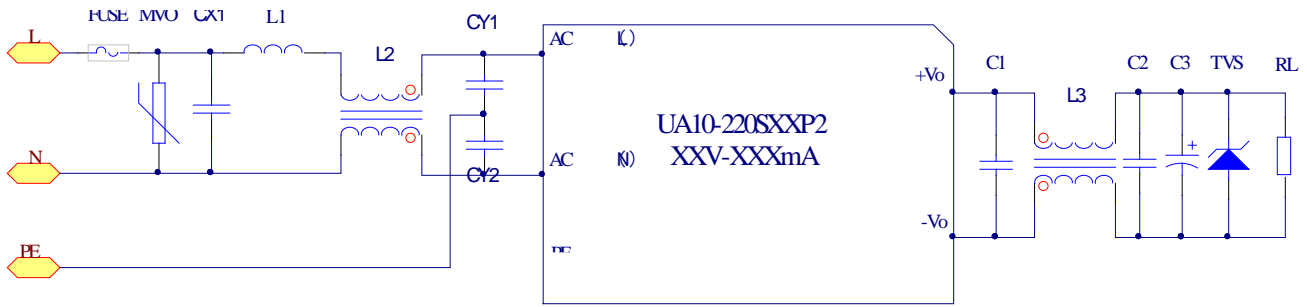 FUSE MVO CX1 L1
L2
CY1
L
N
PE
CY2
AC (L)
AC (N)
PE
UA10-220SXXP2
XXV-XXXmA
+Vo
-Vo
C1
L3
C2 C3 TVS RL
+